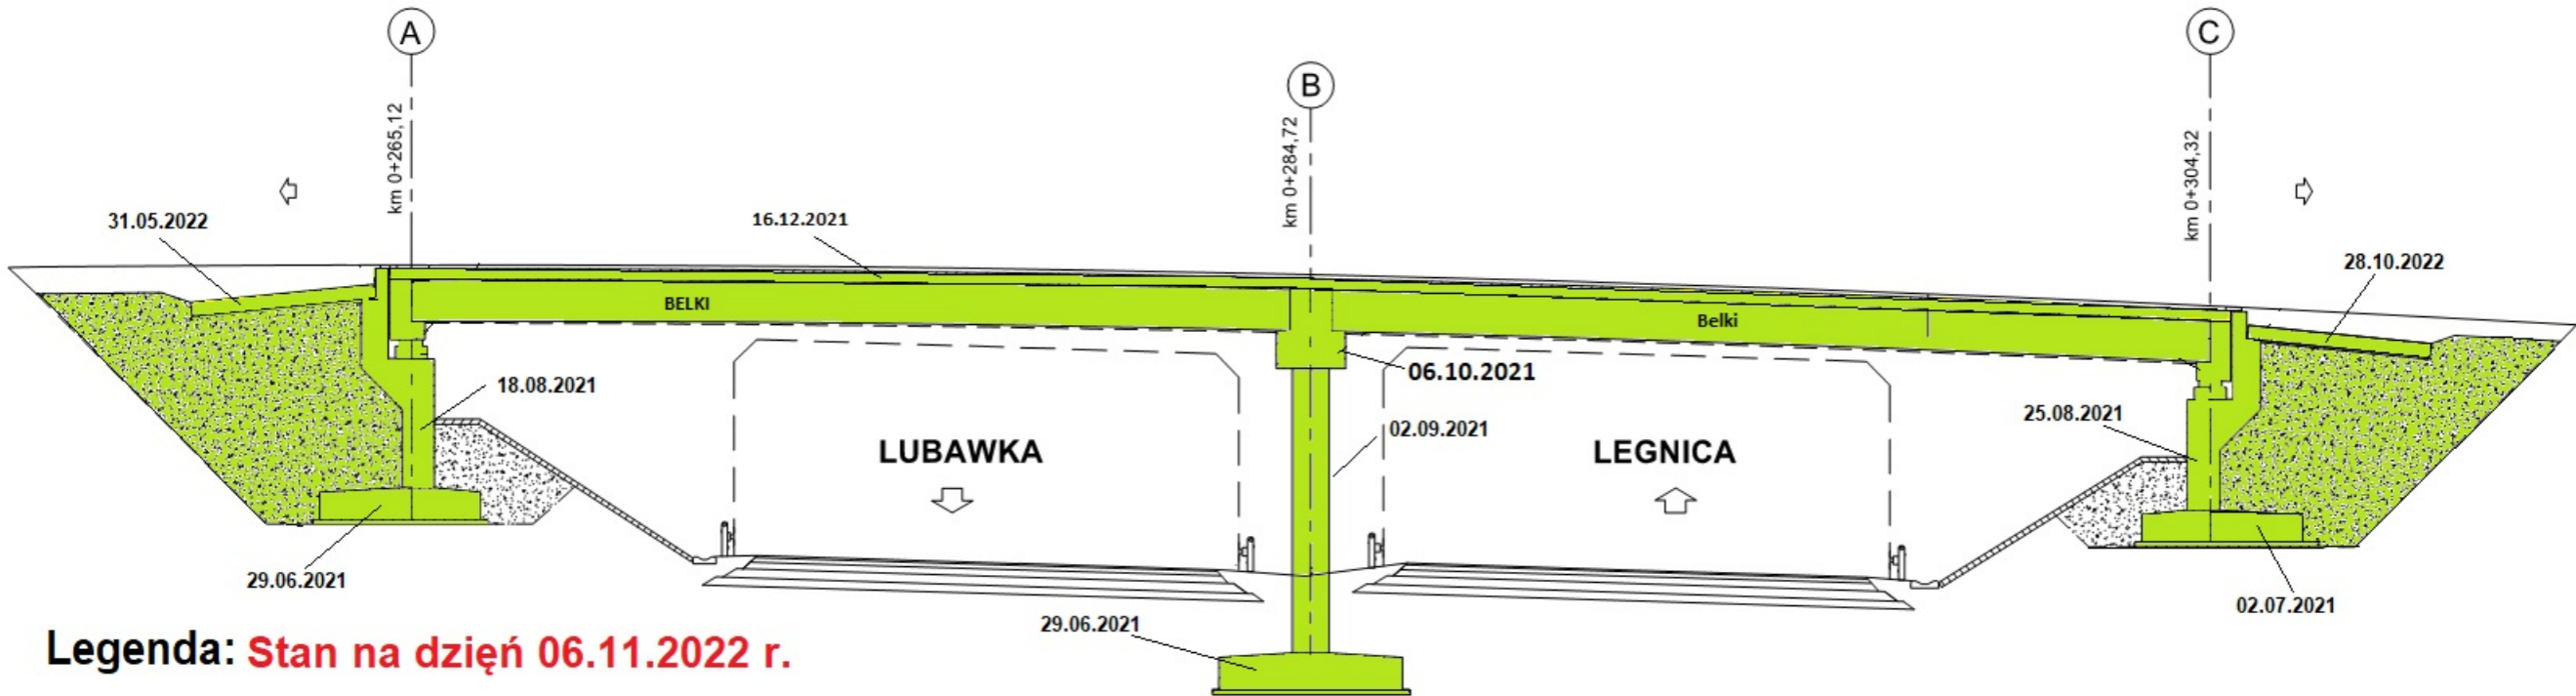 A
B
C
km 0+265,12
km 0+284,72
km 0+304,32
31.05.2022
16.12.2021
28.10.2022
BELKI
Belki
18.08.2021
06.10.2021
02.09.2021
25.08.2021
LUBAWKA
LEGNICA
29.06.2021
29.06.2021
02.07.2021
Legenda: Stan na dzięń 06.11.2022 r.